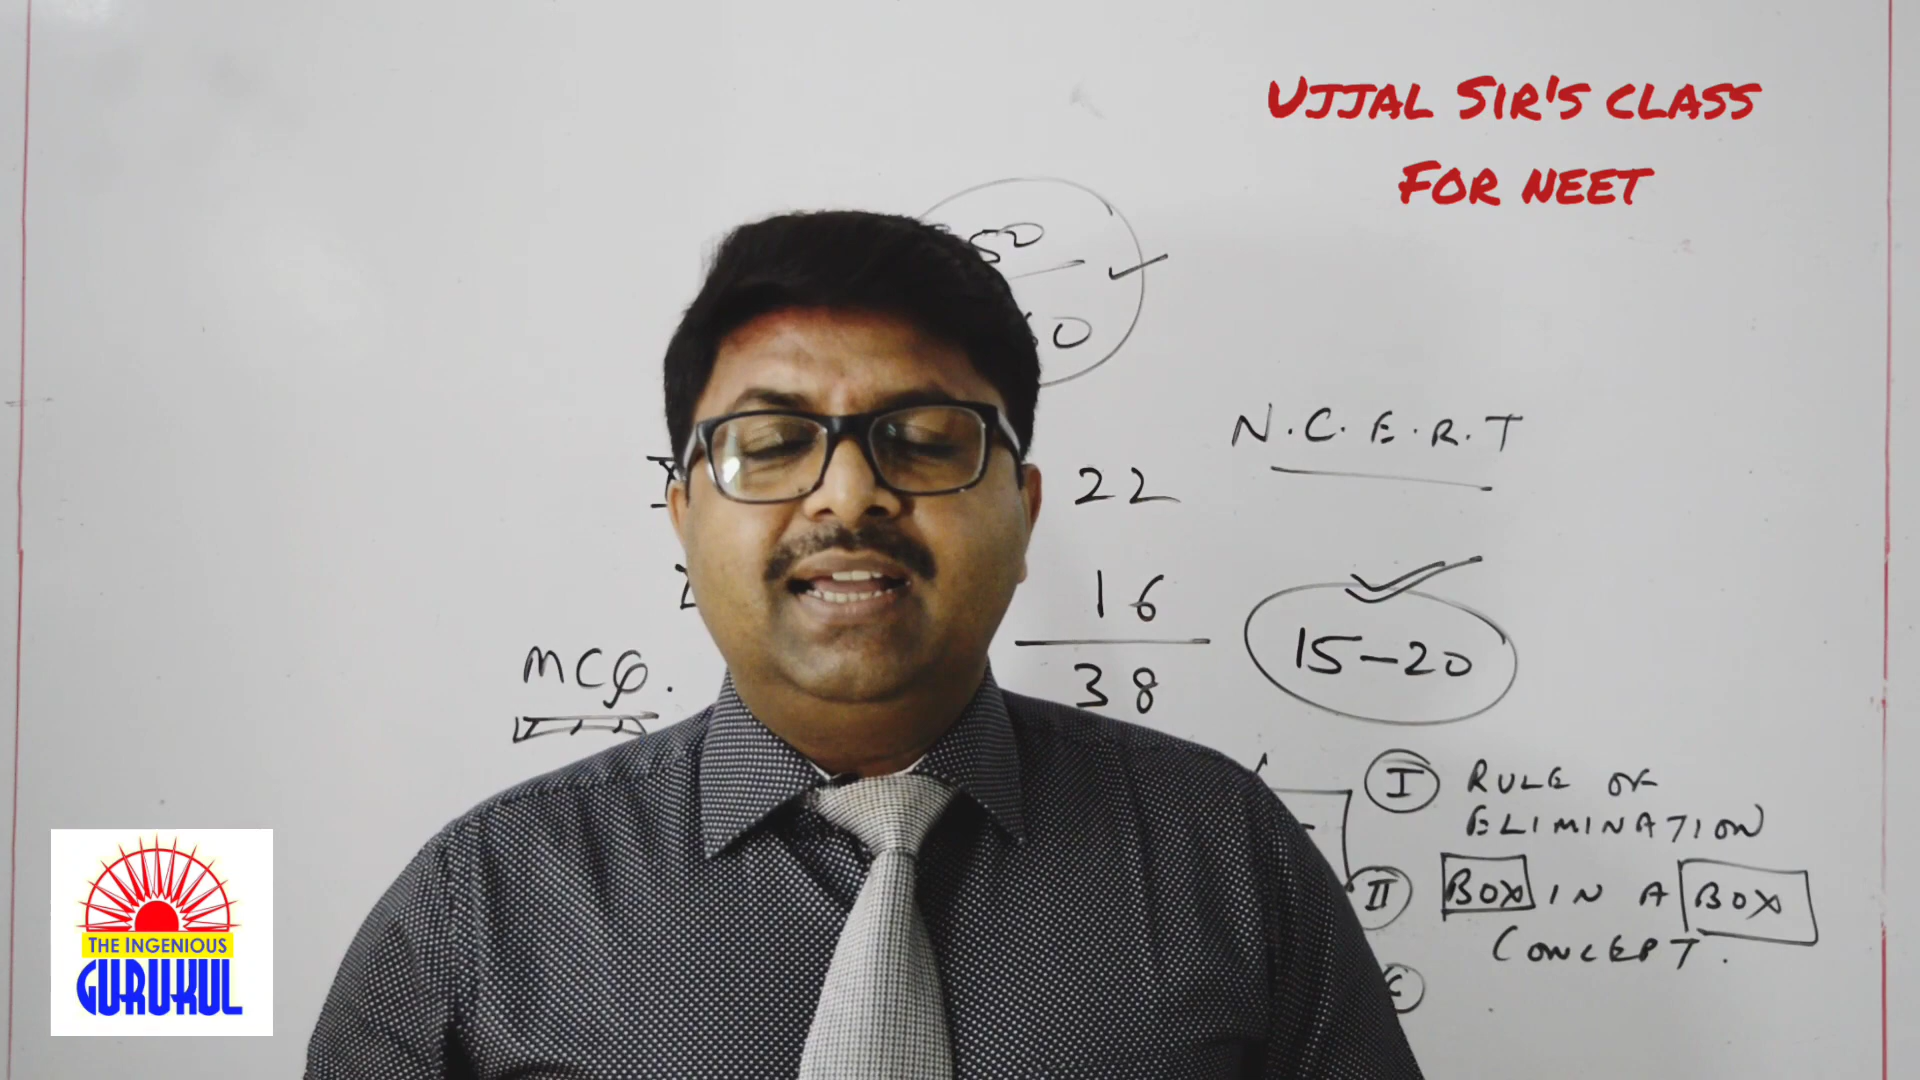 UJJAL SIR'S CLASS
FOR NEET
50
N.C.E.R.T
22
16
38
15-20
MCQ.
I RULE OF
ELIMINATION
II BOX IN A BOX
CONCEPT.
THE INGENIOUS
GURUKUL